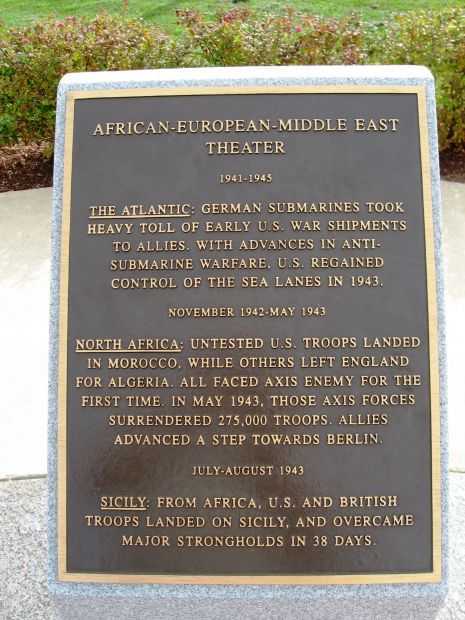 AFRICAN-EUROPEAN-MIDDLE EAST
THEATER
1941-1945
THE ATLANTIC: GERMAN SUBMARINES TOOK
HEAVY TOLL OF EARLY U.S. WAR SHIPMENTS
TO ALLIES. WITH ADVANCES IN ANTI-
SUBMARINE WARFARE, U.S. REGAINED
CONTROL OF THE SEA LANES IN 1943.
NOVEMBER 1942-MAY 1943
NORTH AFRICA: UNTESTED U.S. TROOPS LANDED
IN MOROCCO, WHILE OTHERS LEFT ENGLAND
FOR ALGERIA. ALL FACED AXIS ENEMY FOR THE
FIRST TIME. IN MAY 1943, THOSE AXIS FORCES
SURRENDERED 275,000 TROOPS. ALLIES
ADVANCED A STEP TOWARDS BERLIN.
JULY-AUGUST 1943
SICILY: FROM AFRICA, U.S. AND BRITISH
TROOPS LANDED ON SICILY, AND OVERCAME
MAJOR STRONGHOLDS IN 38 DAYS.